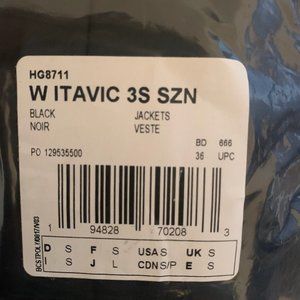 HG8711
W ITAVIC 3S SZN
BLACK JACKETS
NOIR VESTE
BD 666
PO 129535500 36 UPC
1 94828 70208 3
D S F S USA S UK S
I S J L CDN S/P E S